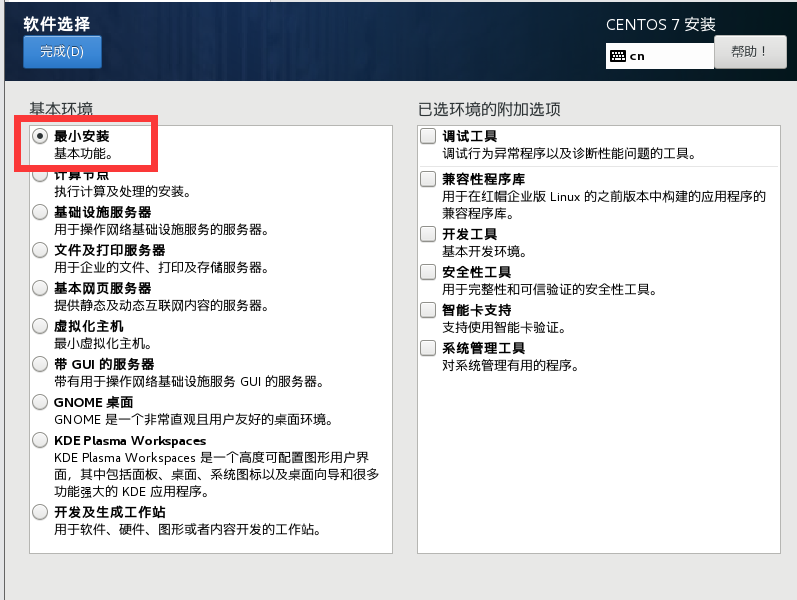 软件选择
CENTOS 7 安装
完成(D)
cn
帮助！
基本环境
最小安装
基本功能。
计算节点
执行计算及处理的安装。
基础设施服务器
用于操作网络基础设施服务的服务器。
文件及打印服务器
用于企业的文件、打印及存储服务器。
基本网页服务器
提供静态及动态互联网内容的服务器。
虚拟化主机
最小虚拟化主机。
带 GUI 的服务器
带有用于操作网络基础设施服务 GUI 的服务器。
GNOME 桌面
GNOME 是一个非常直观且用户友好的桌面环境。
KDE Plasma Workspaces
KDE Plasma Workspaces 是一个高度可配置图形用户界
面，其中包括面板、桌面、系统图标以及桌面向导和很多
功能强大的 KDE 应用程序。
开发及生成工作站
用于软件、硬件、图形或者内容开发的工作站。
已选环境的附加选项
调试工具
调试行为异常程序以及诊断性能问题的工具。
兼容性程序库
用于在红帽企业版 Linux 的之前版本中构建的应用程序的
兼容程序库。
开发工具
基本开发环境。
安全性工具
用于完整性和可信验证的安全性工具。
智能卡支持
支持使用智能卡验证。
系统管理工具
对系统管理有用的程序。